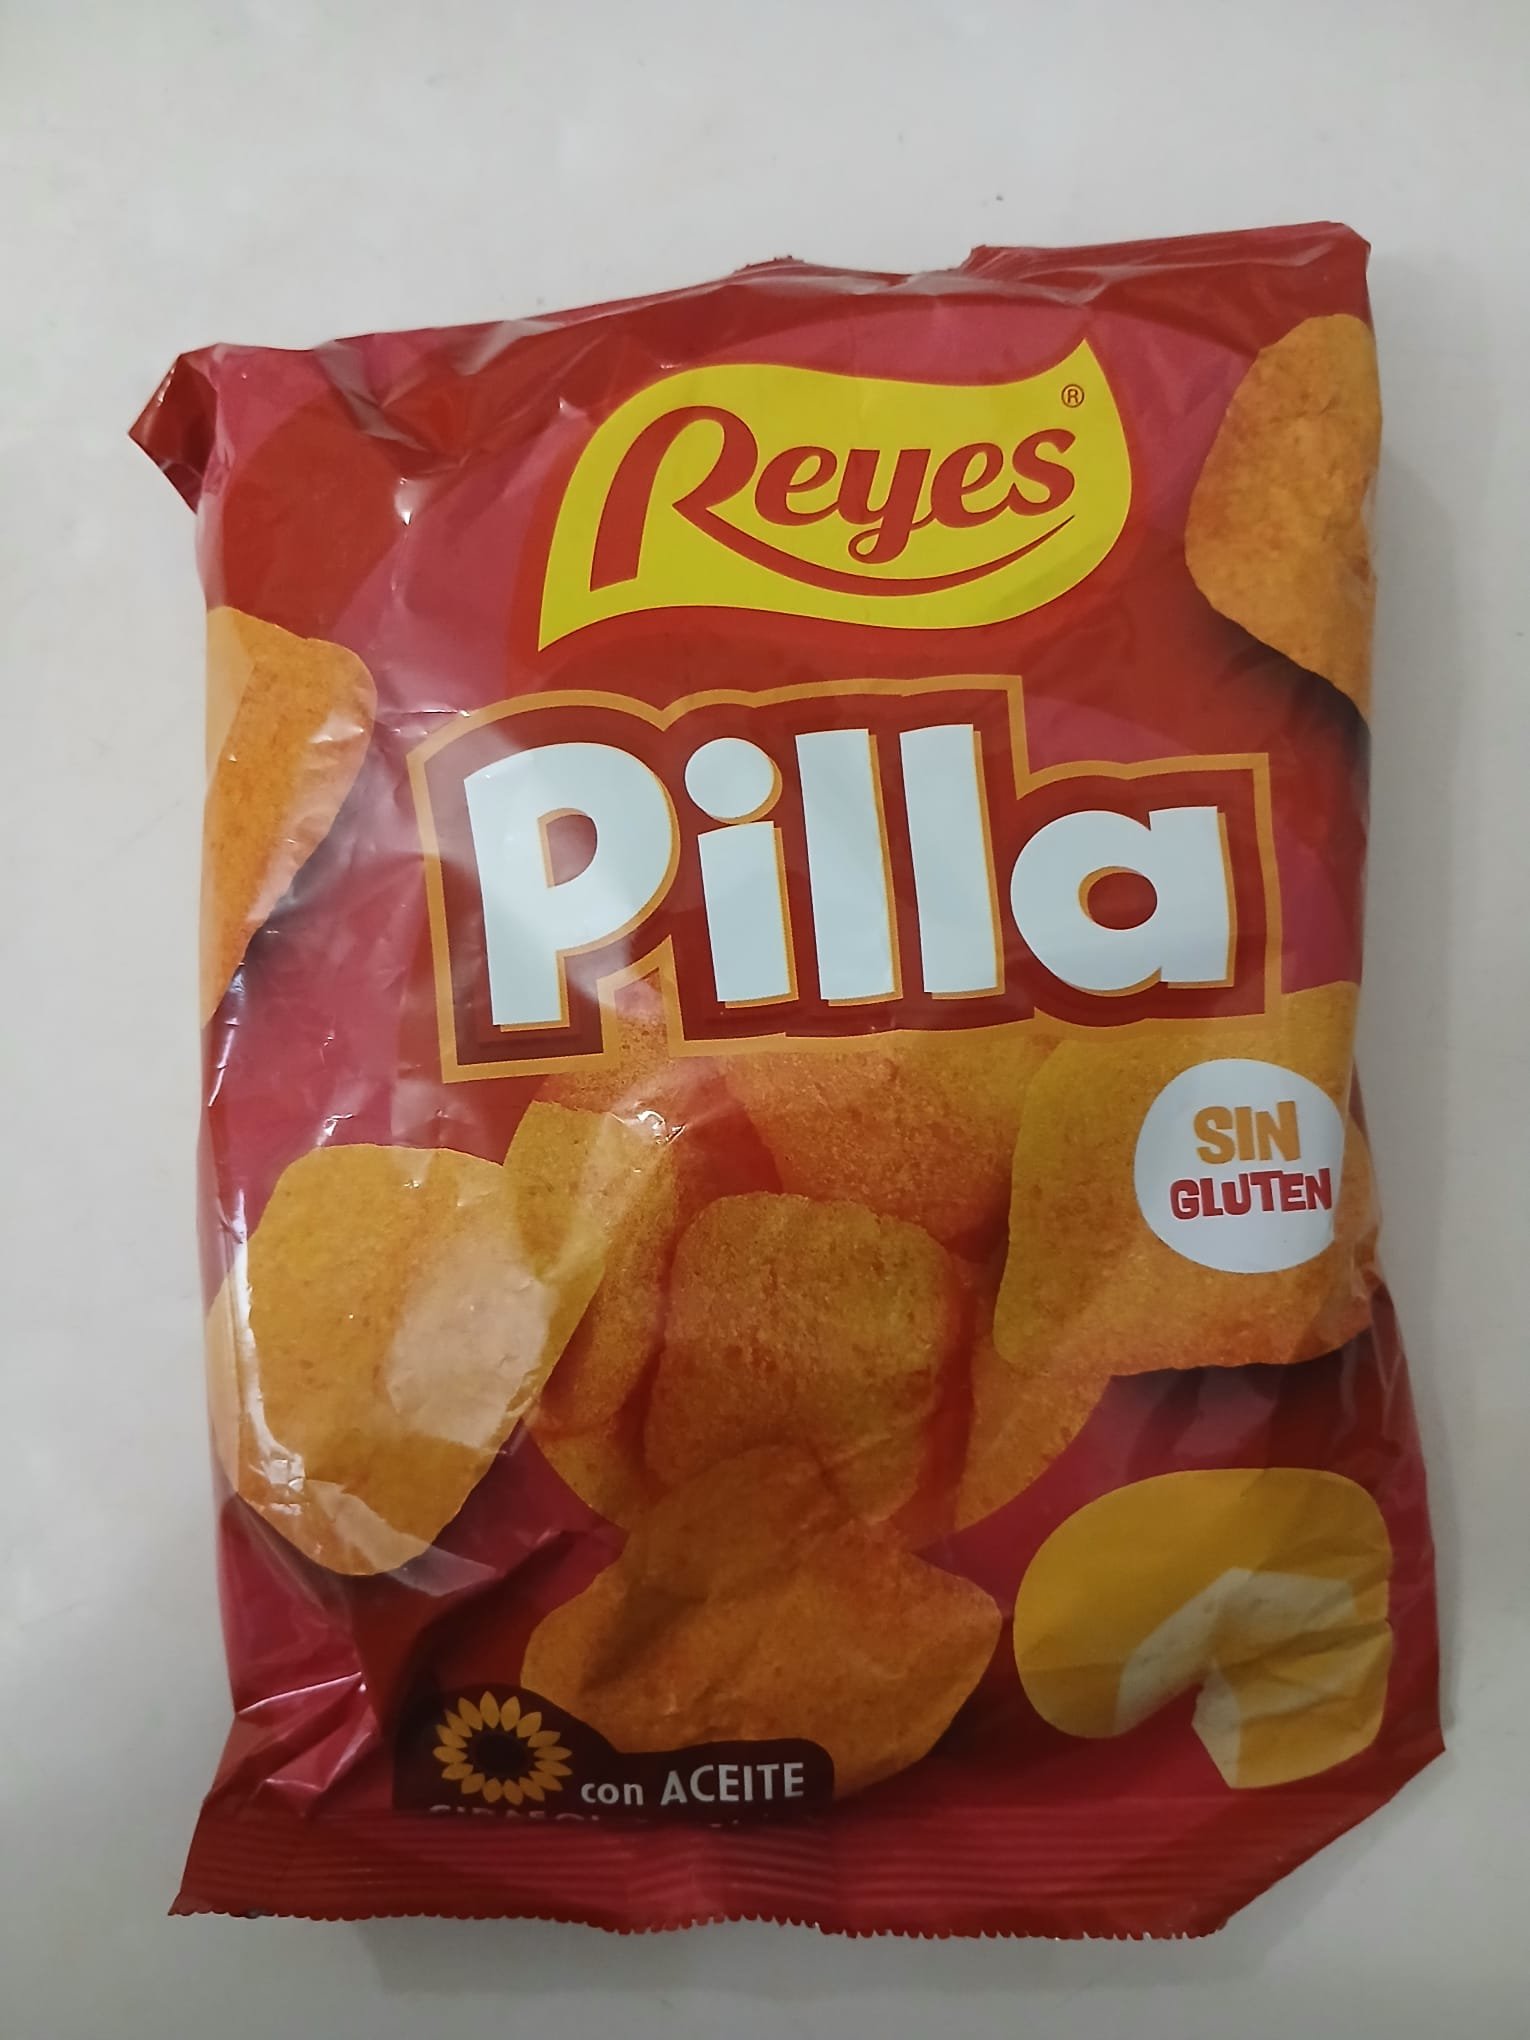 Reyes®
Pilla
SIN
GLUTEN
con ACEITE